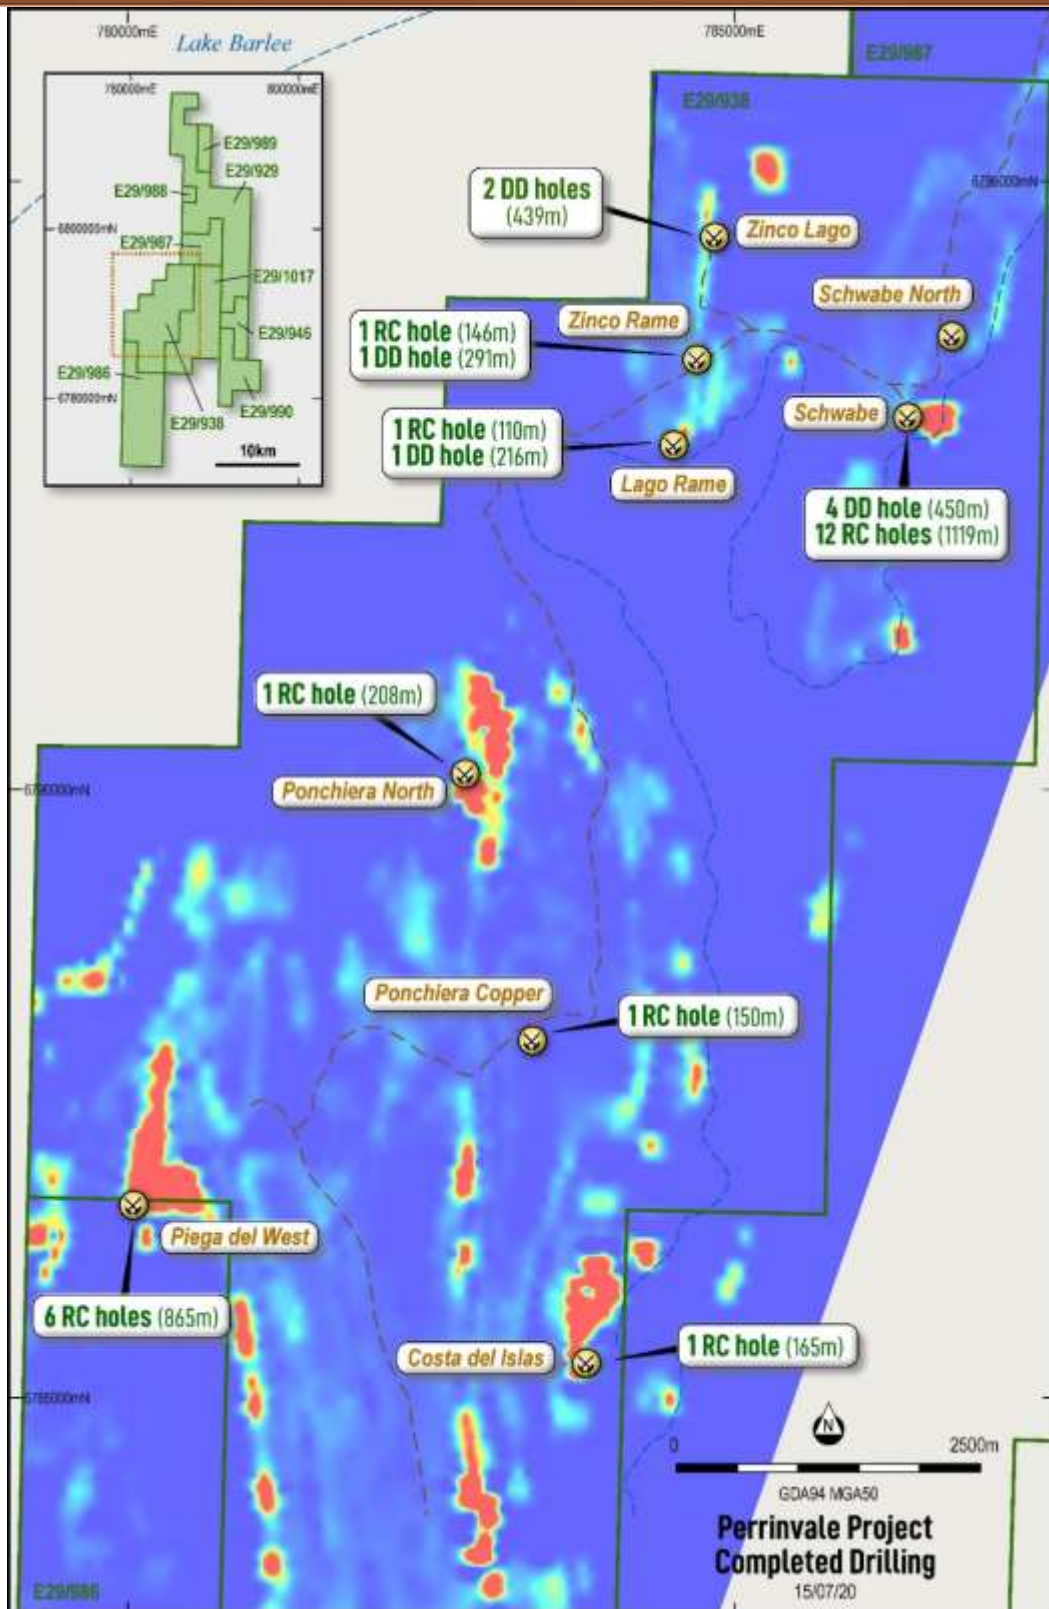 760000mE
785000mE
Lake Barlee
E29/987
E29/938
760000mE
800000mE
E29/989
E29/929
E29/988
6800000mN
E29/987
E29/1017
E29/946
E29/986
6780000mN
E29/990
E29/938
10km
2 DD holes
(439m)
Zinco Lago
Schwabe North
Zinco Rame
1 RC hole (146m)
1 DD hole (291m)
Schwabe
1 RC hole (110m)
1 DD hole (216m)
Lago Rame
4 DD hole (450m)
12 RC holes (1119m)
1 RC hole (208m)
Ponchiera North
Ponchiera Copper
1 RC hole (150m)
Piega del West
6 RC holes (865m)
1 RC hole (165m)
Costa del Islas
6785000mN
N
0
2500m
GDA94 MGA50
Perrinvale Project
Completed Drilling
15/07/20
E29/986